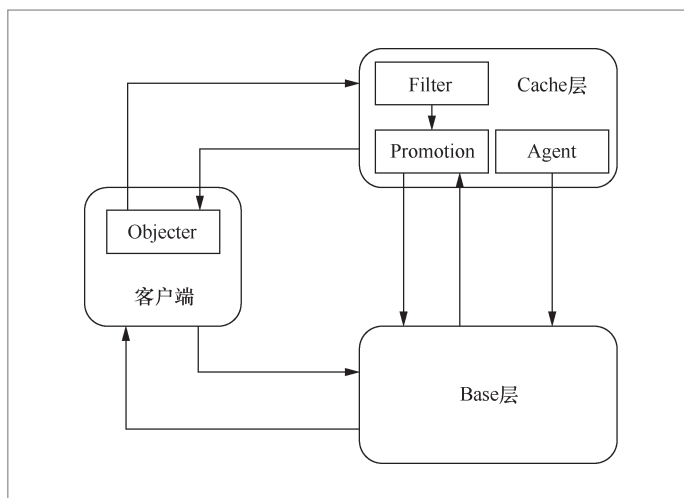 Filter
Cache层
Promotion
Agent
Objecter
客户端
Base层